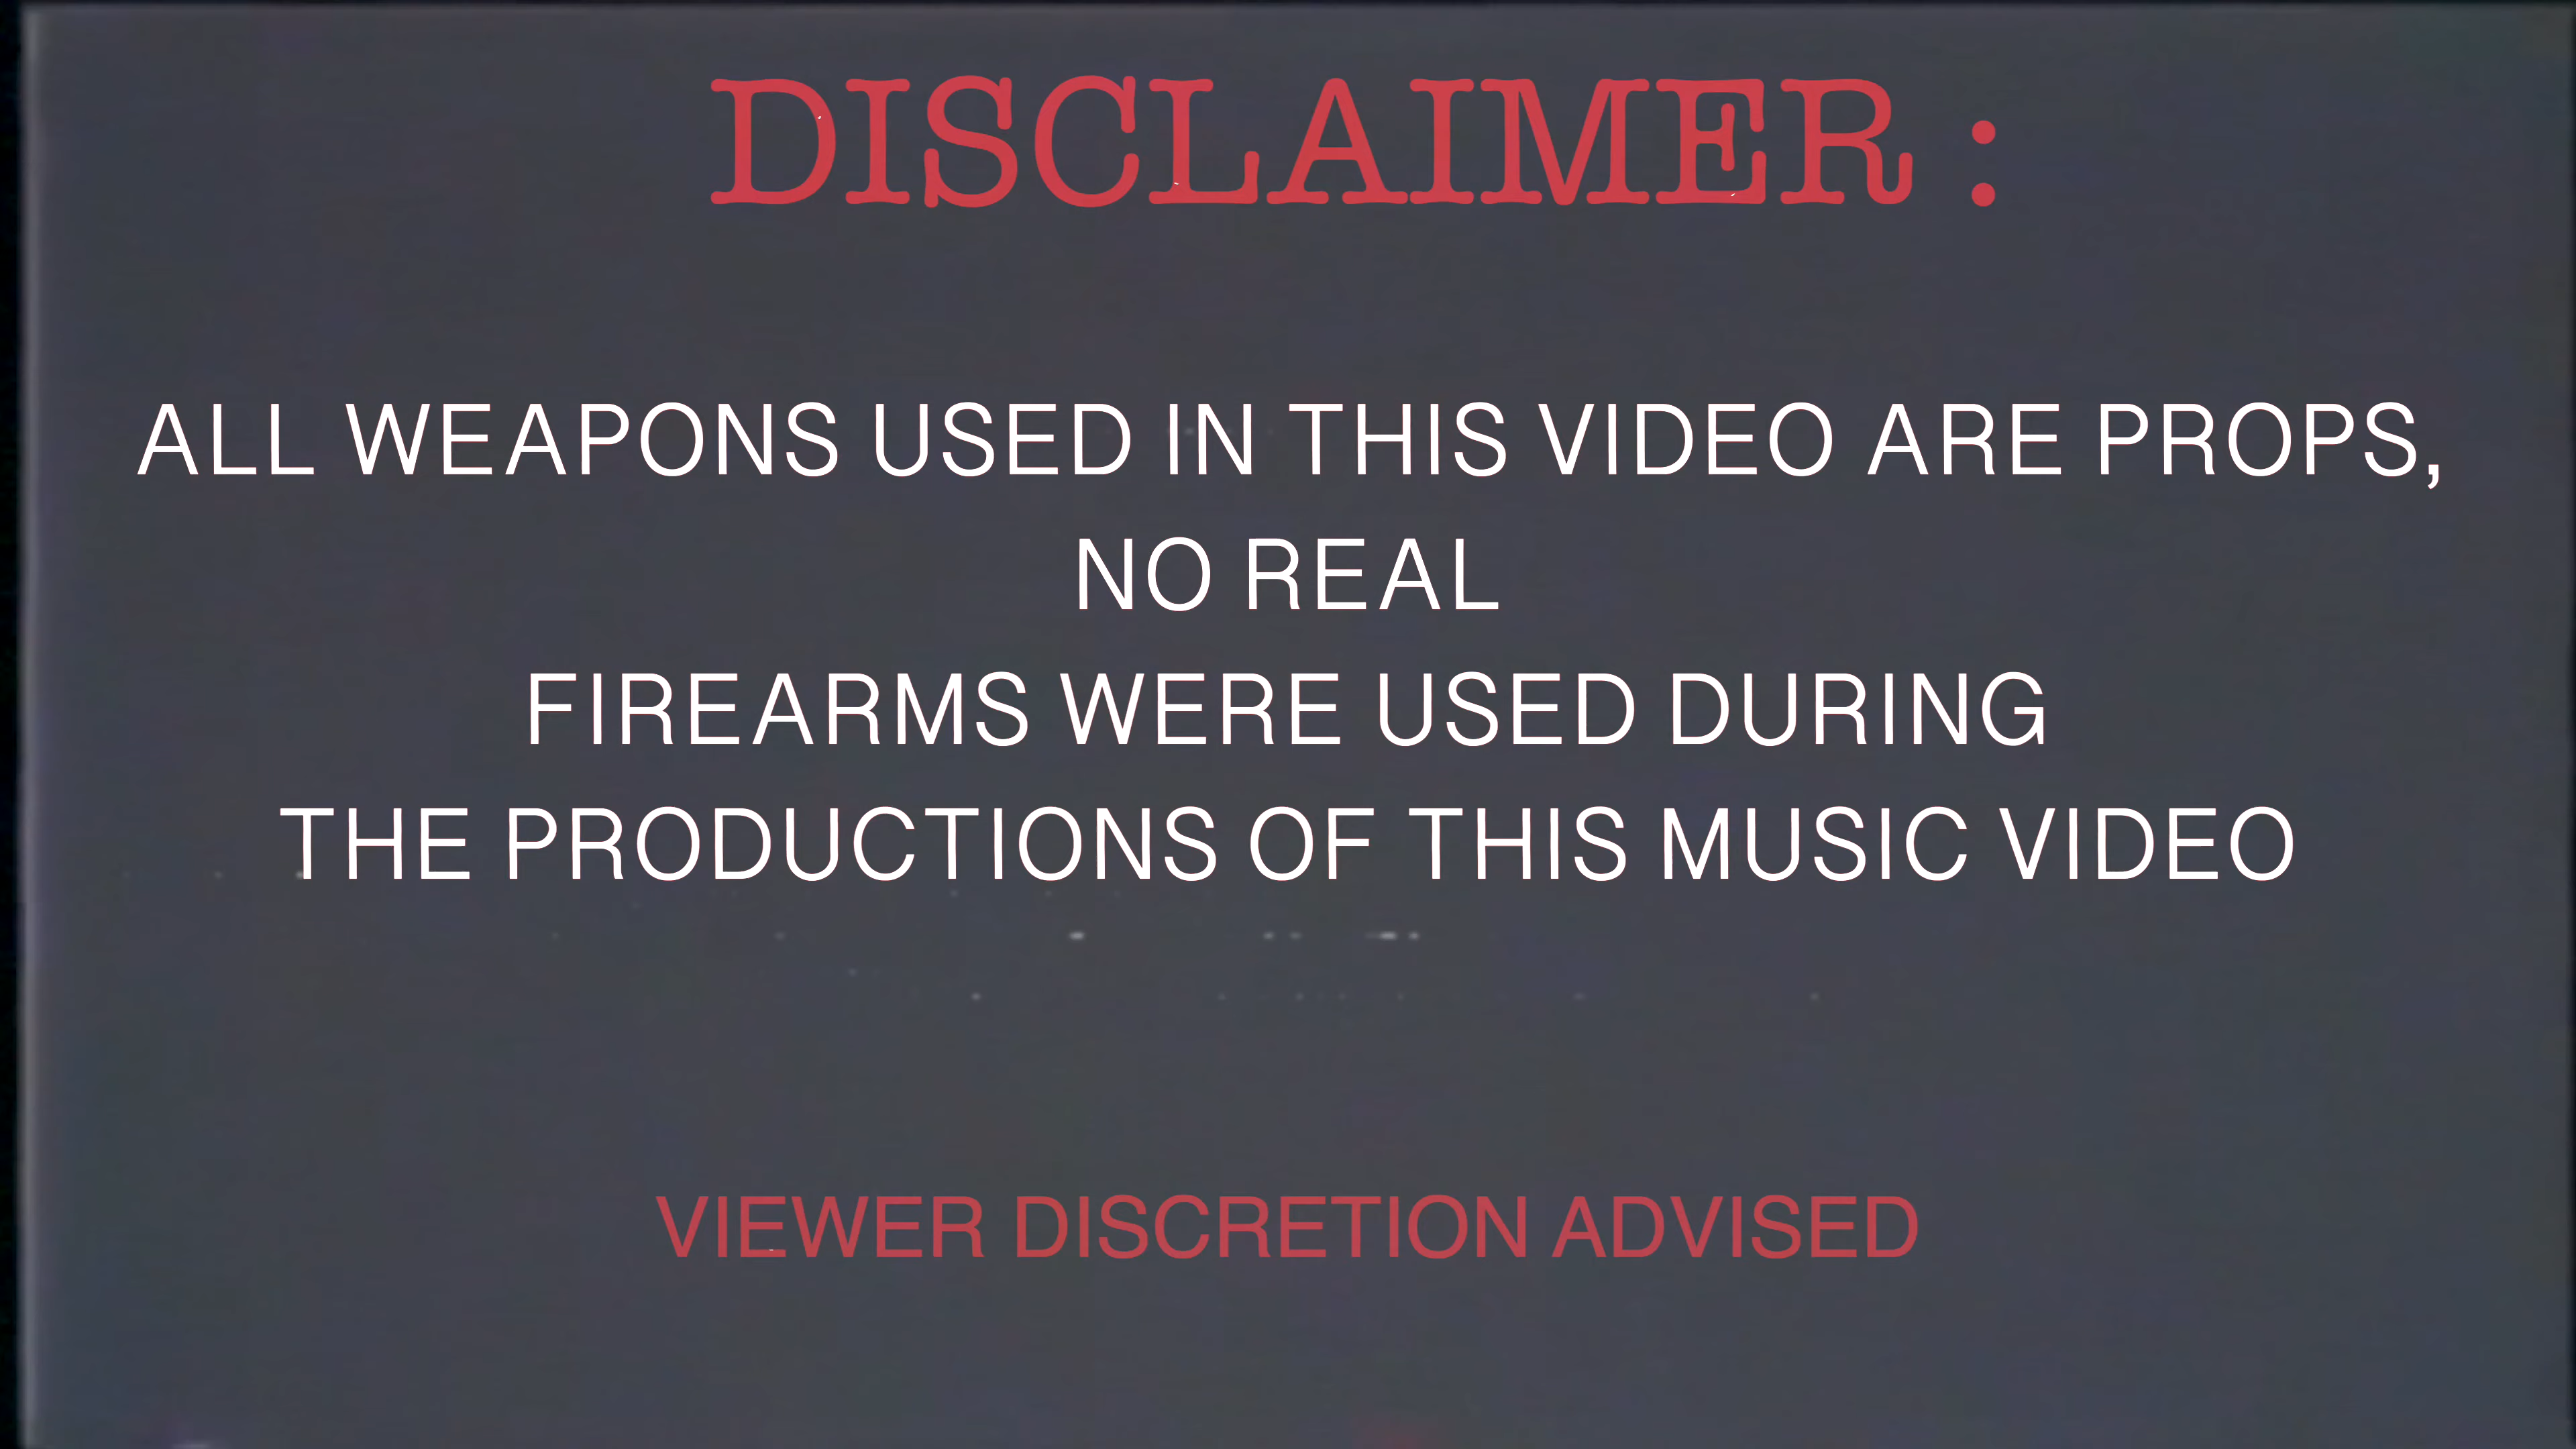 DISCLAIMER :
ALL WEAPONS USED IN THIS VIDEO ARE PROPS,
NO REAL
FIREARMS WERE USED DURING
THE PRODUCTIONS OF THIS MUSIC VIDEO
VIEWER DISCRETION ADVISED